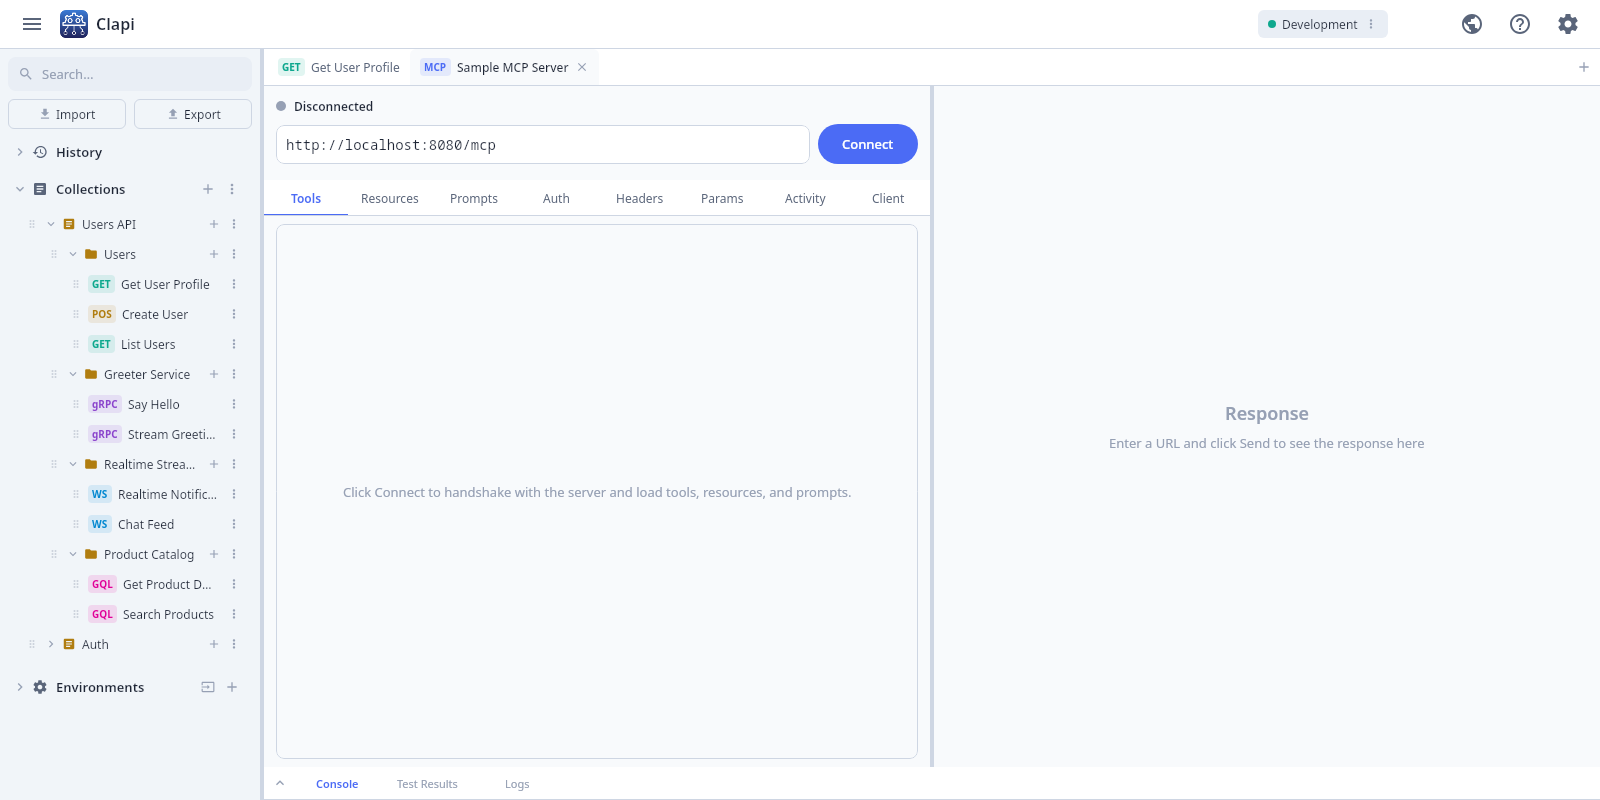 Clapi
Development
Search...
Import
Export
History
Collections
Users API
Users
GET Get User Profile
POS Create User
GET List Users
Greeter Service
gRPC Say Hello
gRPC Stream Greeti...
Realtime Strea...
WS Realtime Notific...
WS Chat Feed
Product Catalog
GQL Get Product D...
GQL Search Products
Auth
Environments
GET Get User Profile
MCP Sample MCP Server
Disconnected
http://localhost:8080/mcp
Connect
Tools Resources Prompts Auth Headers Params Activity Client
Click Connect to handshake with the server and load tools, resources, and prompts.
Response
Enter a URL and click Send to see the response here
Console Test Results Logs